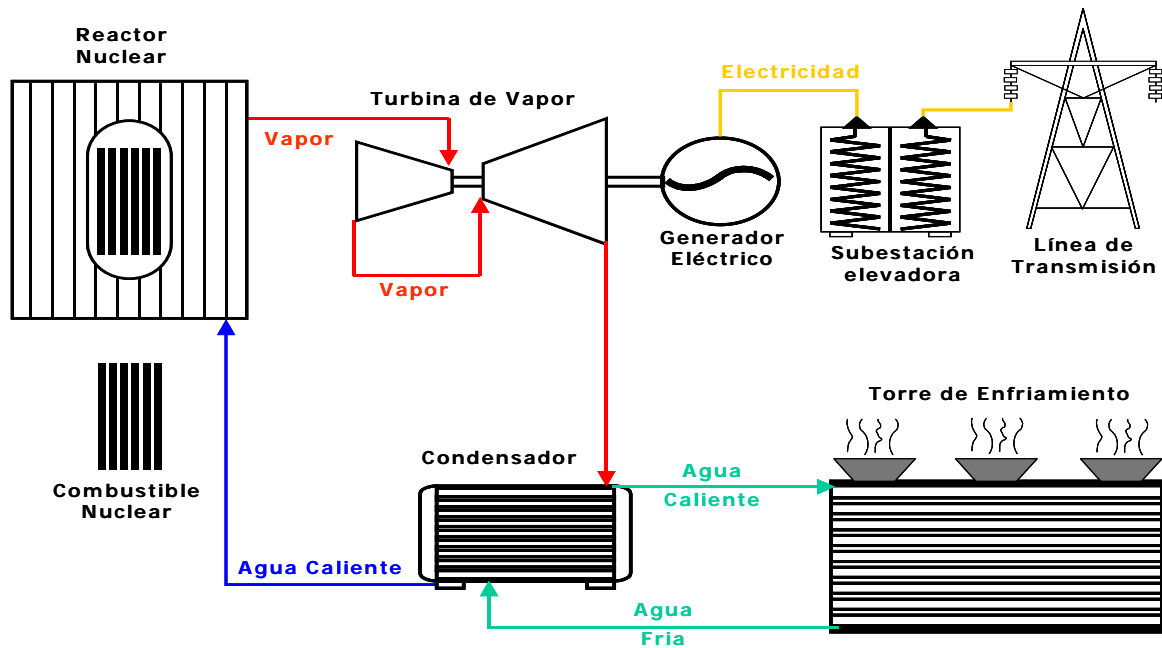 Reactor
Nuclear
Turbina de Vapor
Electricidad
Vapor
Vapor
Generador
Eléctrico
Subestación
elevadora
Línea de
Transmisión
Combustible
Nuclear
Condensador
Torre de Enfriamiento
Agua
Caliente
Agua Caliente
Agua
Fria